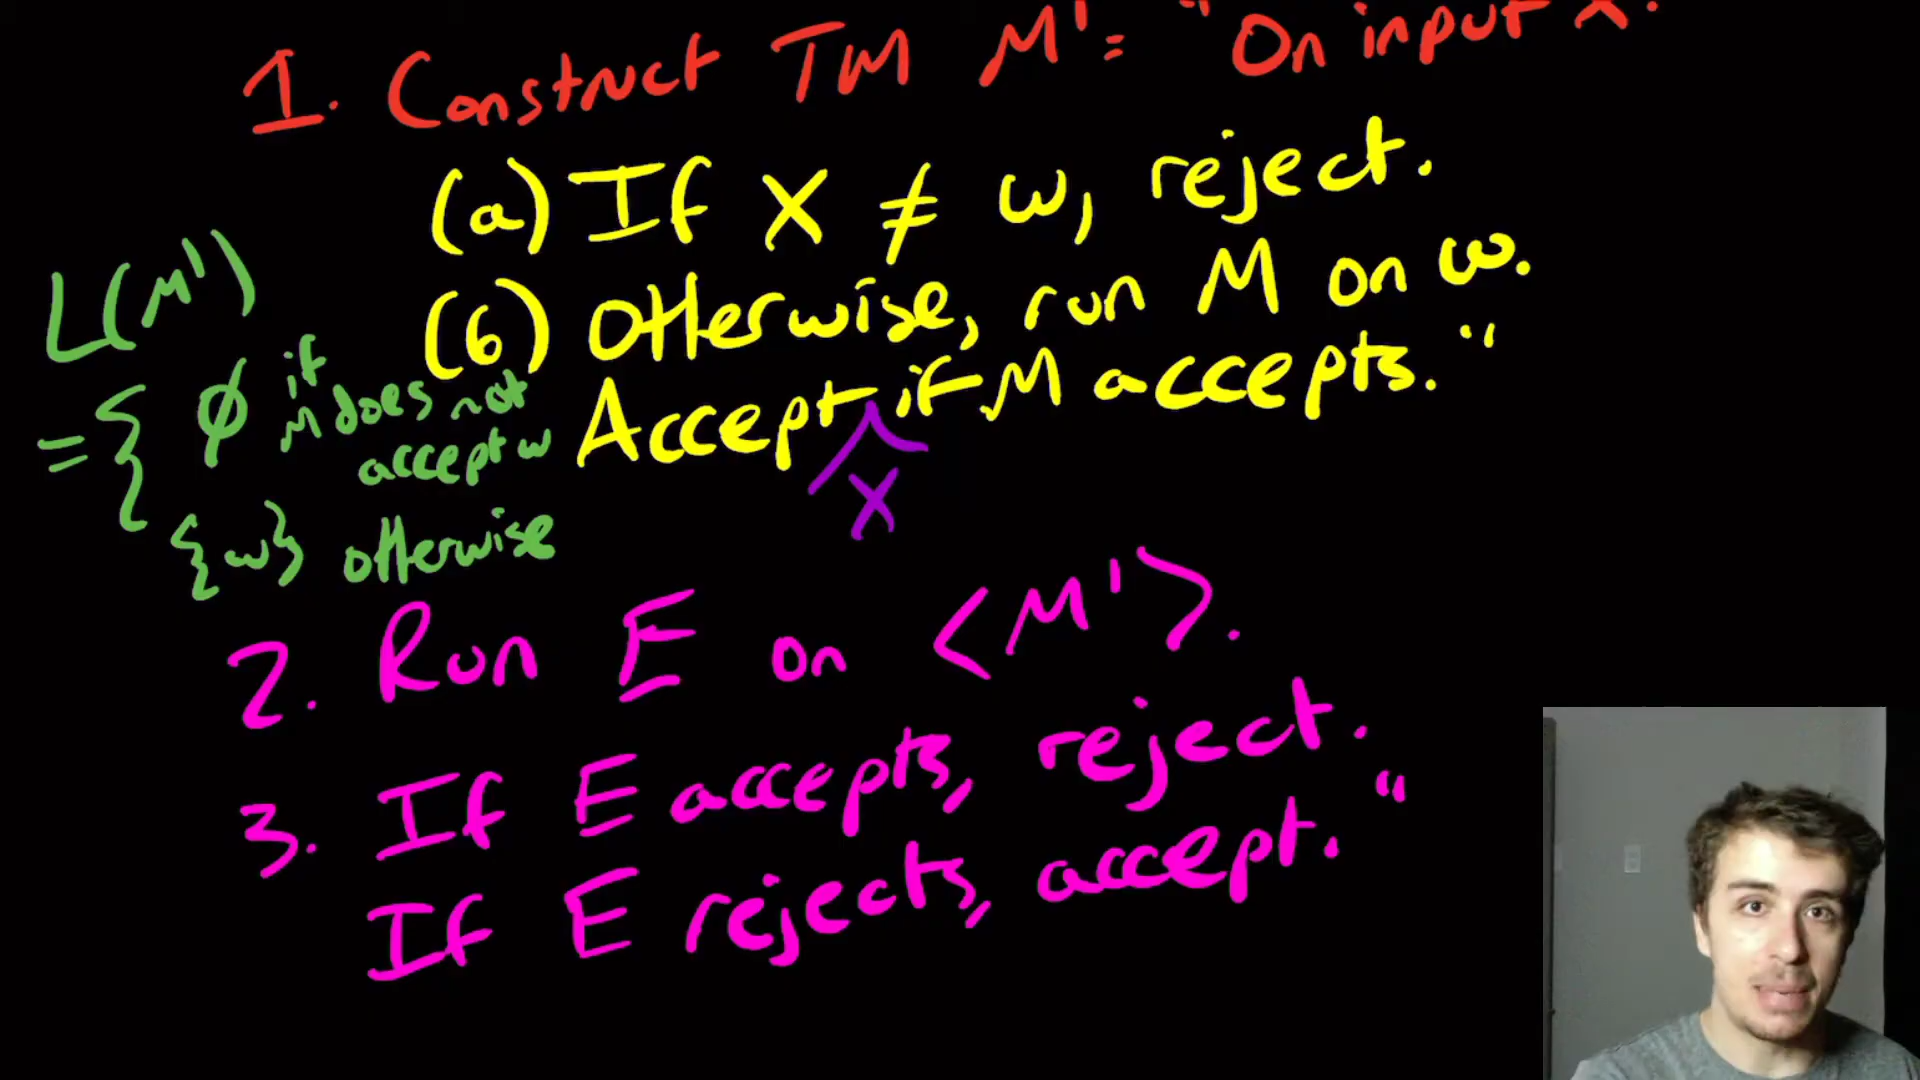 1. Construct TM M' = "On input x:
(a) If x ≠ w, reject.
(b) Otherwise, run M on w.
Accept if M accepts."
x
L(M')
= { ∅ if M does not accept w
{w} otherwise
2. Run E on <M'>.
3. If E accepts, reject.
If E rejects, accept."